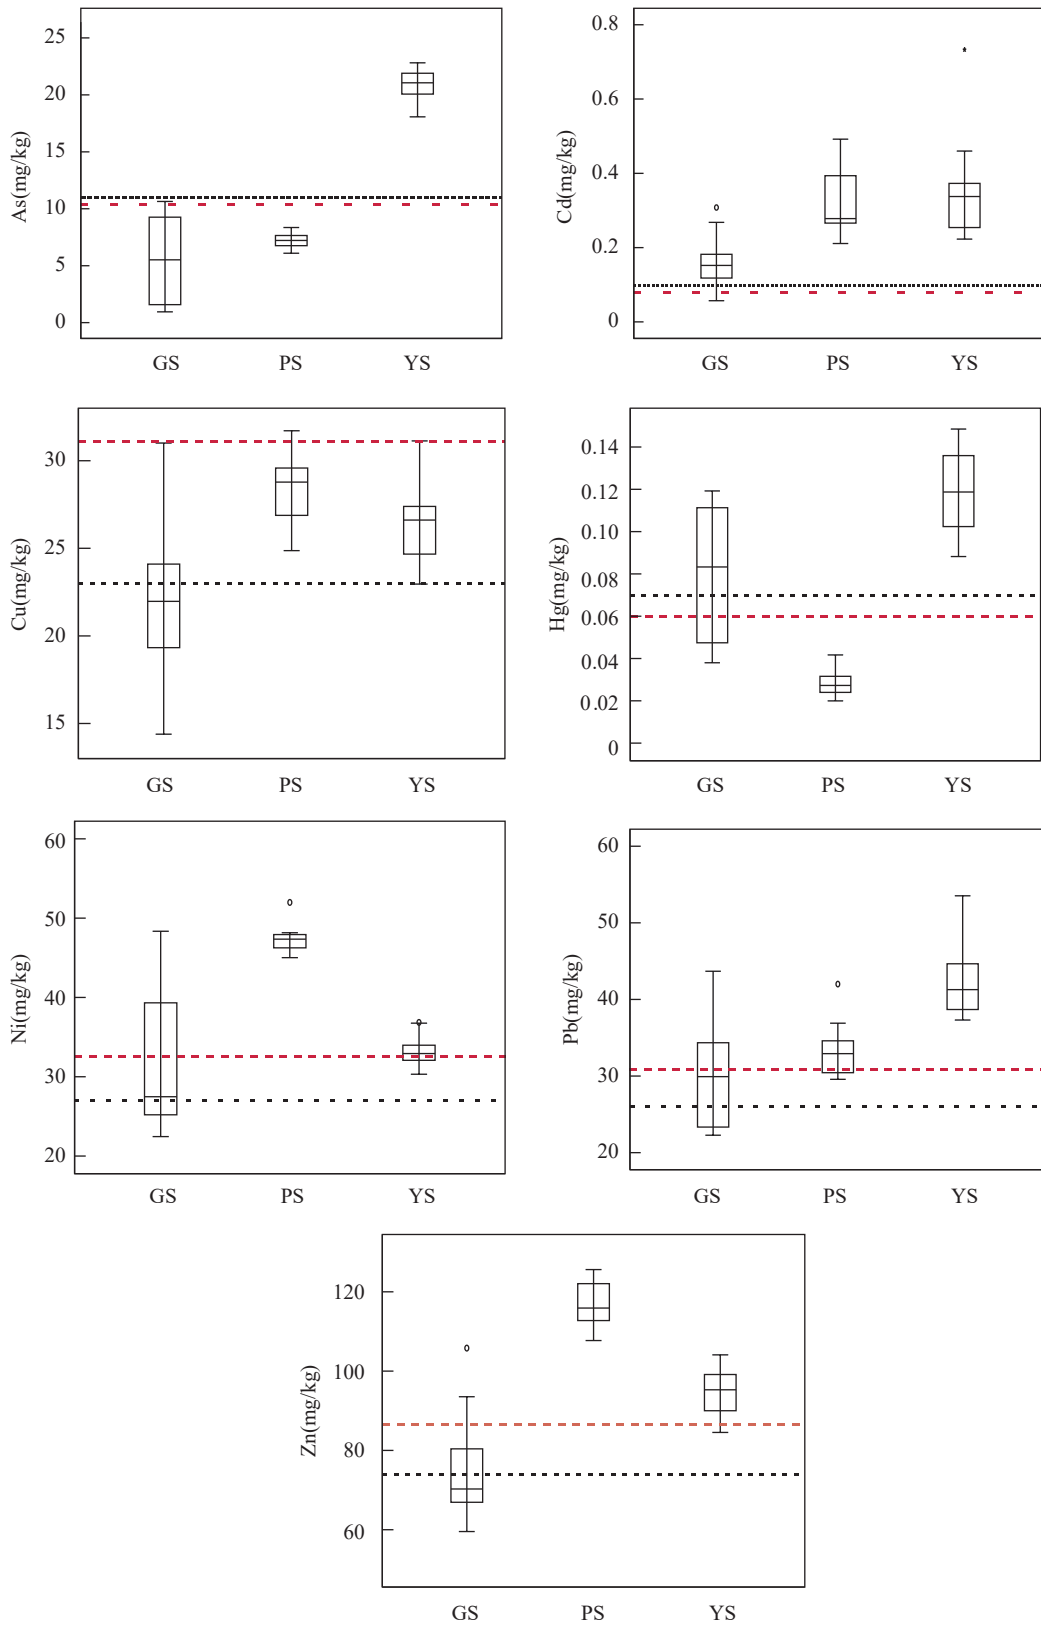 As(mg/kg)
25
20
15
10
5
0
GS PS YS
Cd(mg/kg)
0.8
0.6
0.4
0.2
0
GS PS YS
Cu(mg/kg)
30
25
20
15
GS PS YS
Hg(mg/kg)
0.14
0.12
0.10
0.08
0.06
0.04
0.02
0
GS PS YS
Ni(mg/kg)
60
50
40
30
20
GS PS YS
Pb(mg/kg)
60
50
40
30
20
GS PS YS
Zn(mg/kg)
120
100
80
60
GS PS YS